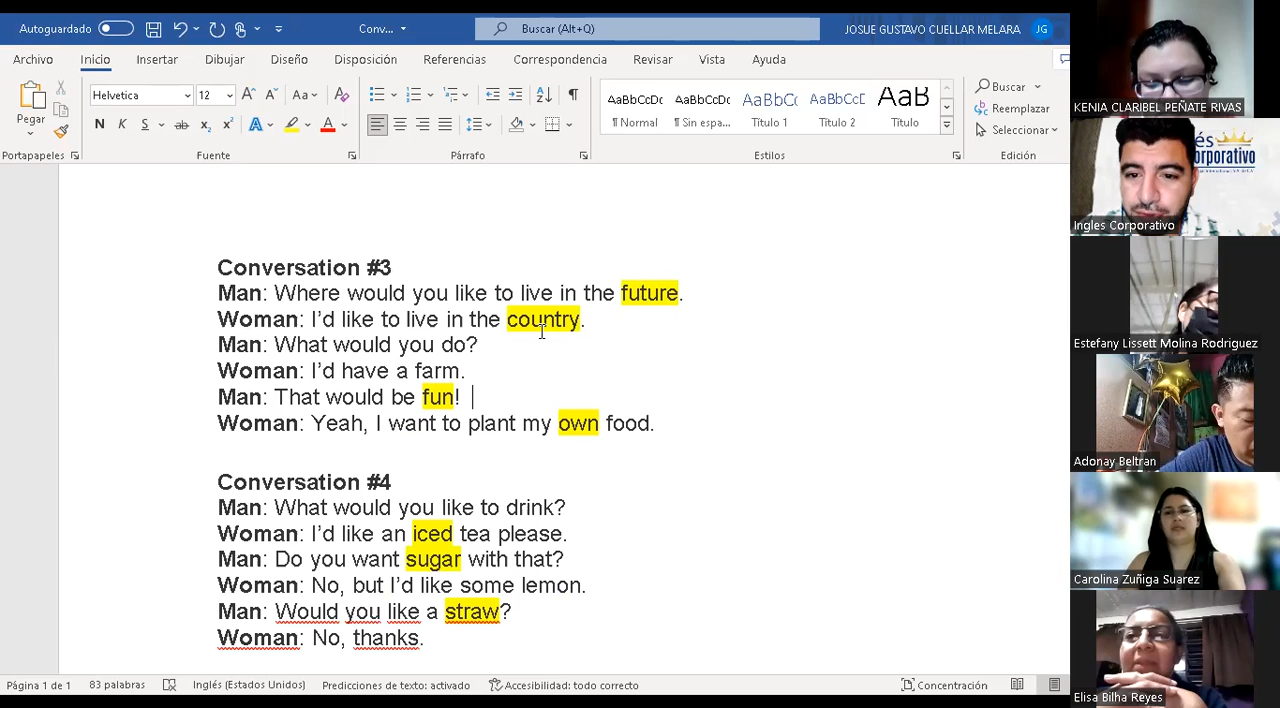 Autoguardado
Conv...
Buscar (Alt+Q)
JOSUE GUSTAVO CUELLAR MELARA
JG
Archivo Inicio Insertar Dibujar Diseño Disposición Referencias Correspondencia Revisar Vista Ayuda
Pegar
Helvetica 12
Aa
N K S ab x₂ x² A A
AaBbCcDc AaBbCcDc AaBbCc AaBbCcD AaB
¶ Normal ¶ Sin espa... Título 1 Título 2 Título
Buscar
Reemplazar
Seleccionar
Portapapeles Fuente Párrafo Estilos Edición
Conversation #3
Man: Where would you like to live in the future.
Woman: I'd like to live in the country.
Man: What would you do?
Woman: I'd have a farm.
Man: That would be fun!
Woman: Yeah, I want to plant my own food.
Conversation #4
Man: What would you like to drink?
Woman: I'd like an iced tea please.
Man: Do you want sugar with that?
Woman: No, but I'd like some lemon.
Man: Would you like a straw?
Woman: No, thanks.
Página 1 de 1 83 palabras Inglés (Estados Unidos) Predicciones de texto: activado Accesibilidad: todo correcto Concentración
KENIA CLARIBEL PEÑATE RIVAS
és
orporativo
Ingles Corporativo
Estefany Lissett Molina Rodriguez
Adonay Beltran
Carolina Zuñiga Suarez
Elisa Bilha Reyes